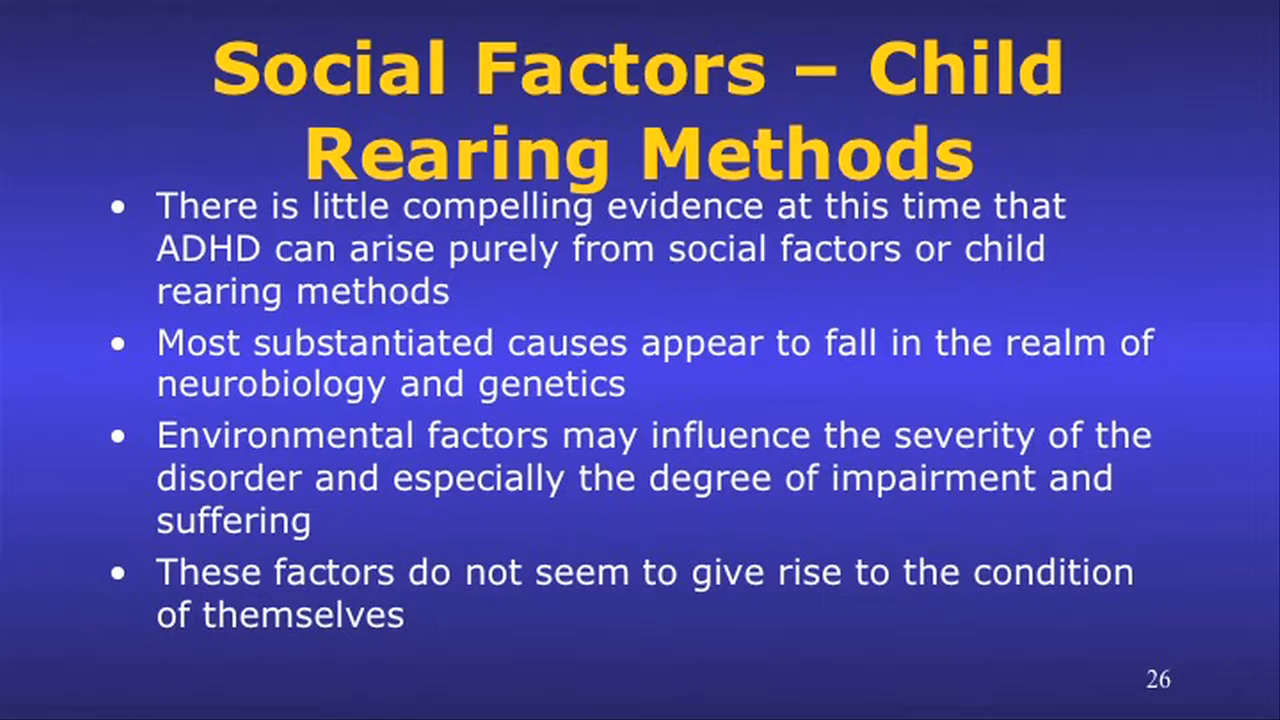 Social Factors – Child
Rearing Methods
• There is little compelling evidence at this time that
ADHD can arise purely from social factors or child
rearing methods
• Most substantiated causes appear to fall in the realm of
neurobiology and genetics
• Environmental factors may influence the severity of the
disorder and especially the degree of impairment and
suffering
• These factors do not seem to give rise to the condition
of themselves
26